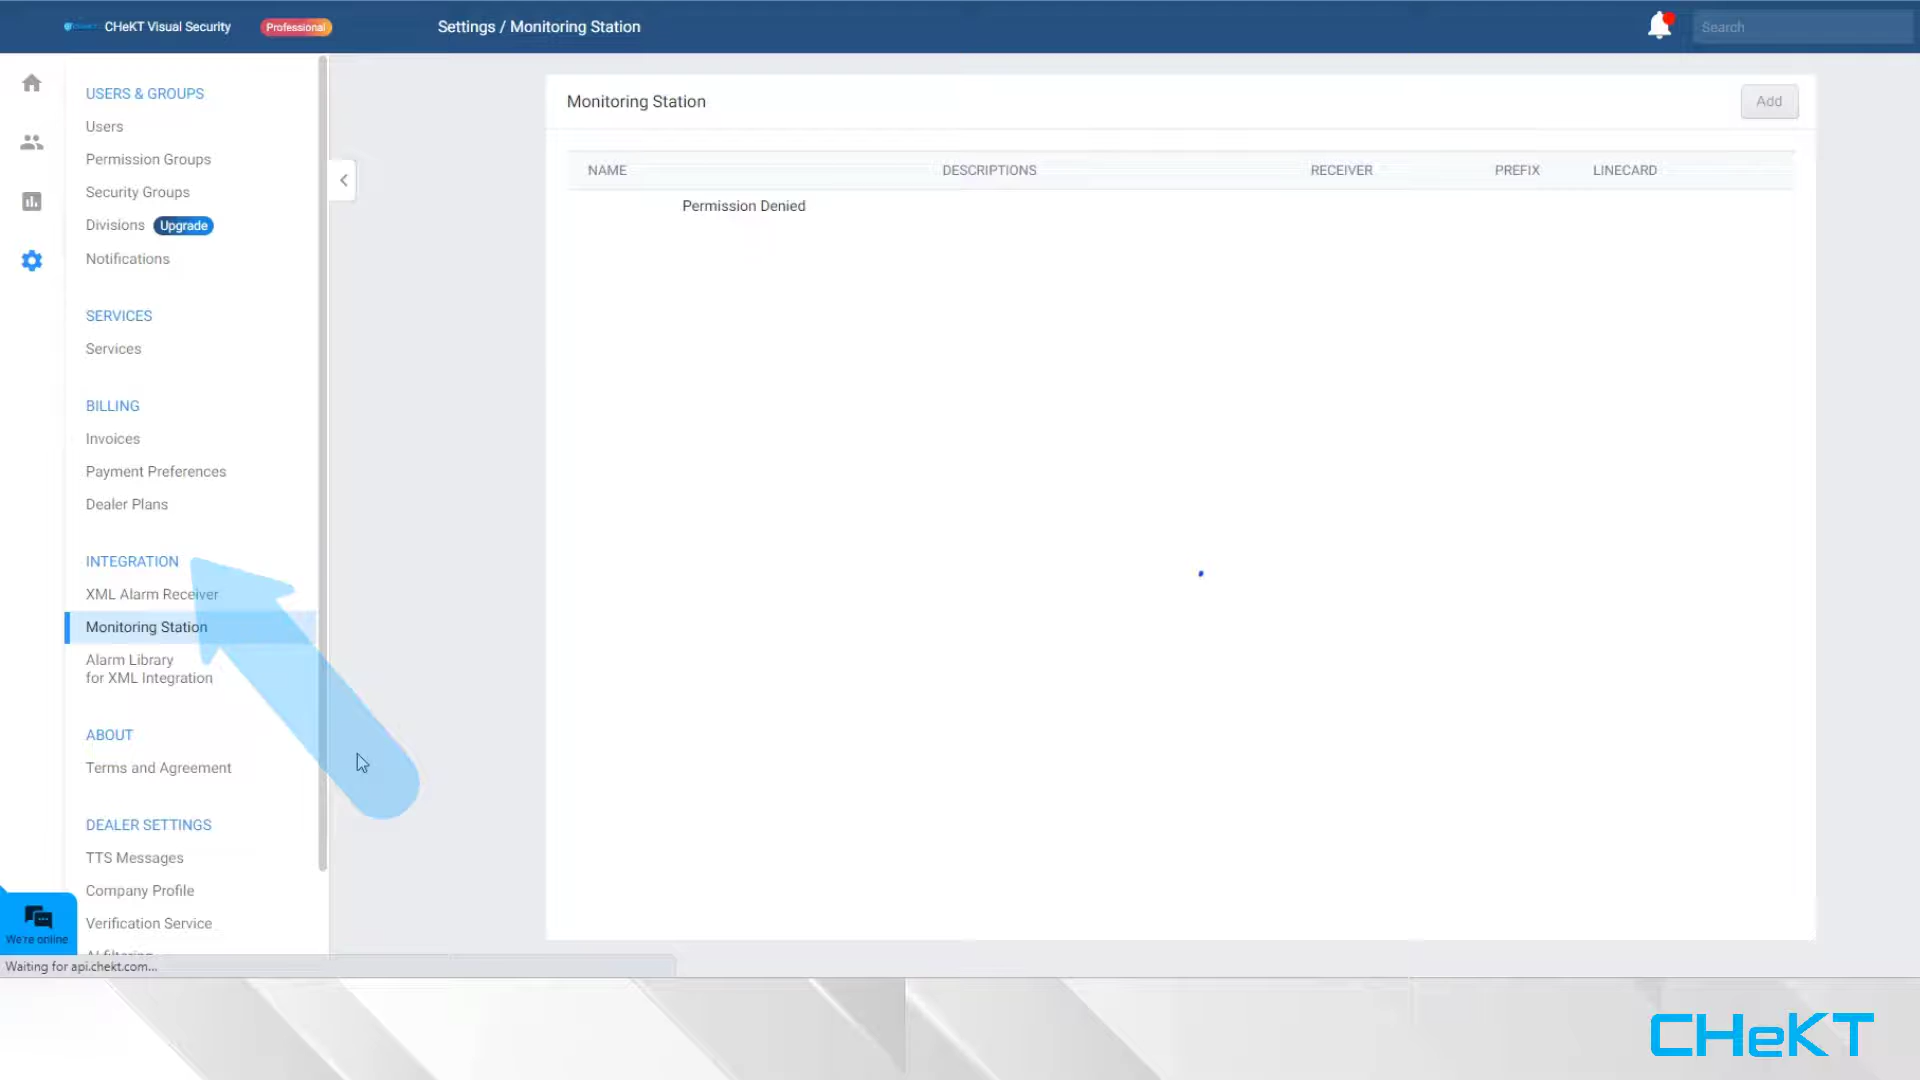 CHeKT Visual Security
Professional
Settings / Monitoring Station
Search
USERS & GROUPS
Users
Permission Groups
Security Groups
Divisions Upgrade
Notifications
SERVICES
Services
BILLING
Invoices
Payment Preferences
Dealer Plans
INTEGRATION
XML Alarm Receiver
Monitoring Station
Alarm Library
for XML Integration
ABOUT
Terms and Agreement
DEALER SETTINGS
TTS Messages
Company Profile
Verification Service
AI filtering
We're online
Waiting for api.chekt.com...
Monitoring Station
Add
NAME DESCRIPTIONS RECEIVER PREFIX LINECARD
Permission Denied
CHeKT